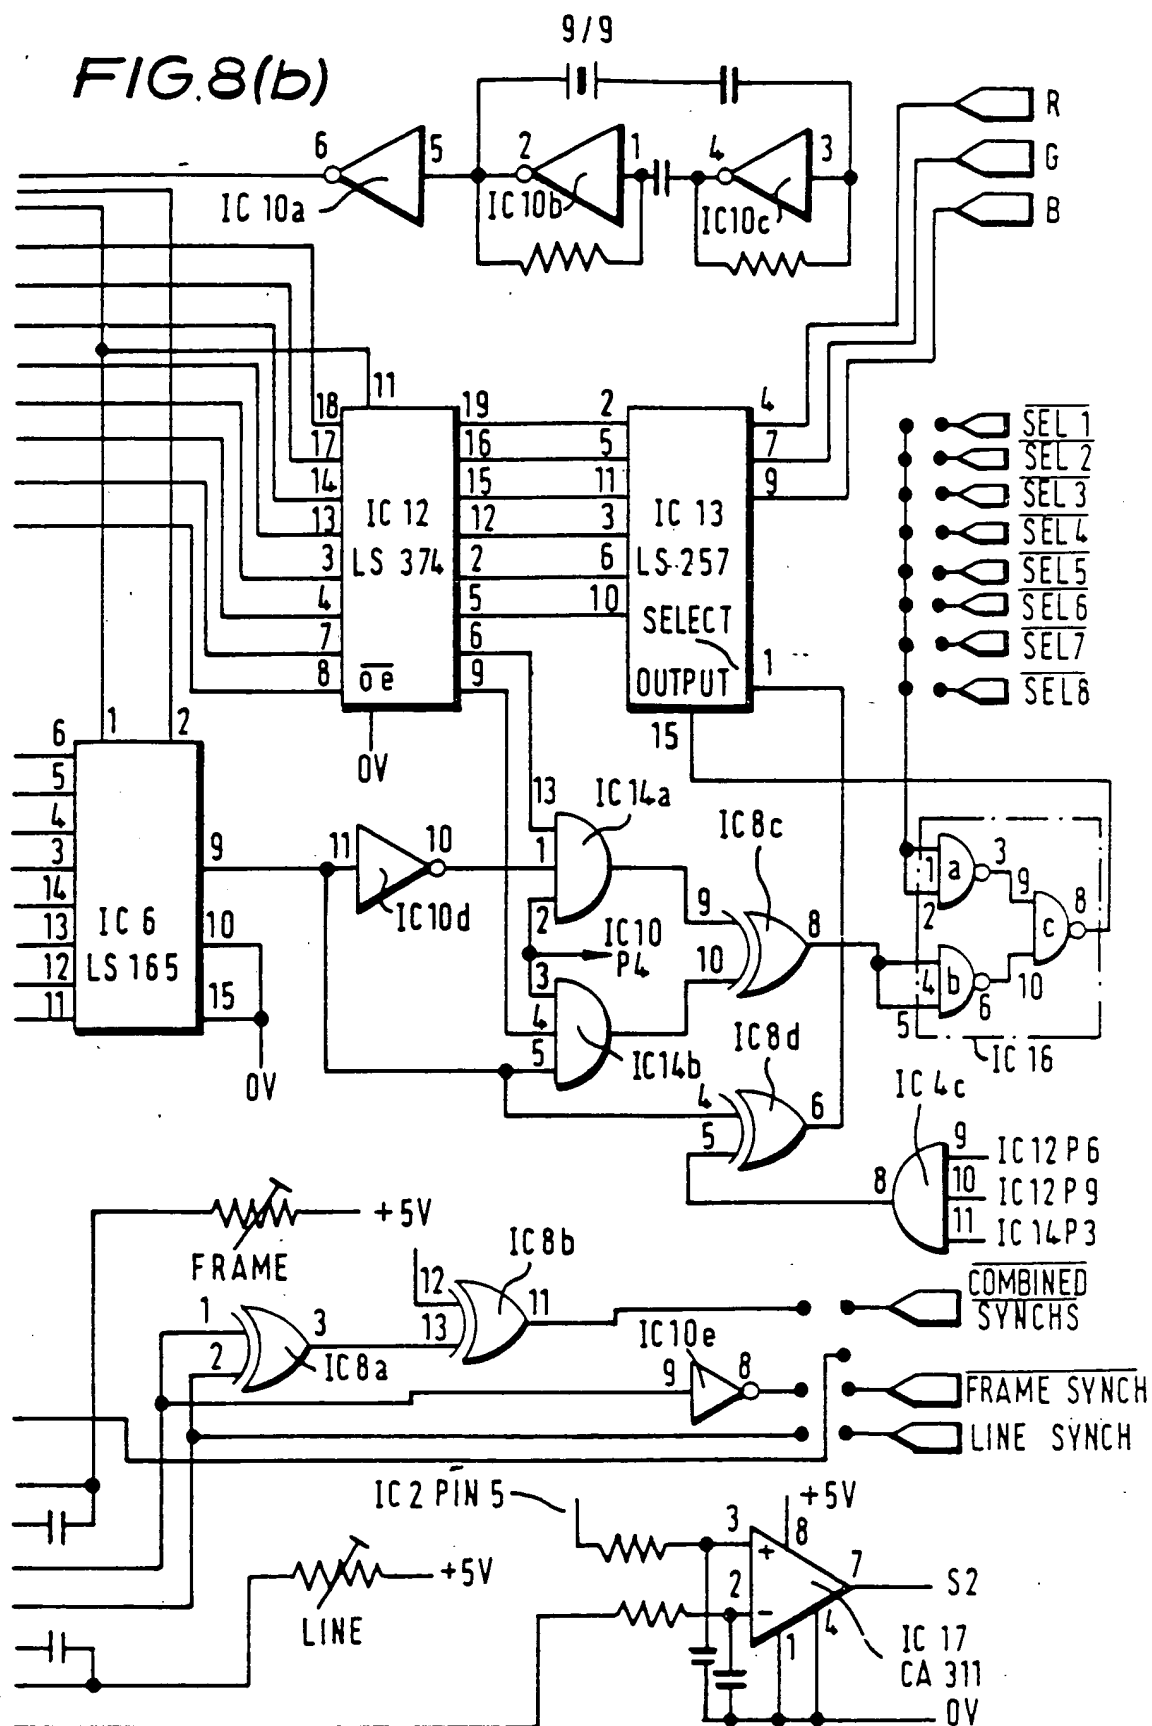 FIG.8(b)
9/9
R
G
B
6
5
2
1
4
3
IC 10a
IC10b
IC10c
11
18
17
14
13
3
4
7
8
IC 12
LS 374
oe
0V
19
16
15
12
2
5
6
9
2
5
11
3
6
10
IC 13
LS 257
SELECT
OUTPUT
4
7
9
1
15
SEL 1
SEL 2
SEL 3
SEL 4
SEL5
SEL6
SEL7
SEL8
1
2
6
5
4
3
14
13
12
11
IC 6
LS 165
9
10
15
0V
11
10
IC10d
13
1
2
IC14a
IC10
P4
3
4
5
IC14b
IC8c
9
10
8
IC8d
4
5
6
1
2
a
3
4
5
b
6
9
10
c
8
IC 16
IC 4c
8
9
10
11
IC12 P6
IC12 P9
IC 14P3
+5V
FRAME
1
2
3
IC8a
IC8b
12
13
11
IC10e
9
8
COMBINED
SYNCHS
FRAME SYNCH
LINE SYNCH
IC 2 PIN 5
+5V
LINE
+5V
3
+
8
2
-
7
1
4
S2
IC 17
CA 311
0V